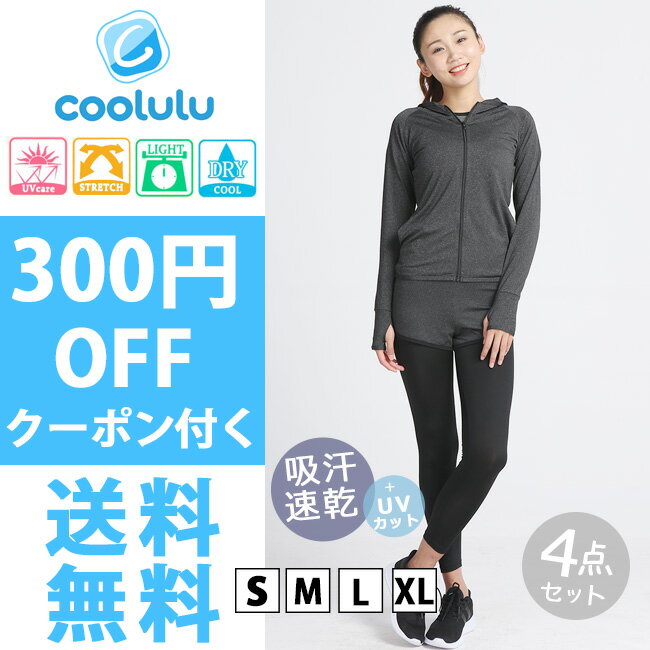 coolulu
UVcare
STRETCH
LIGHT
DRY
COOL
300円
OFF
クーポン付く
送料
無料
吸汗
速乾
+
UV
カット
S M L XL
4点
セット